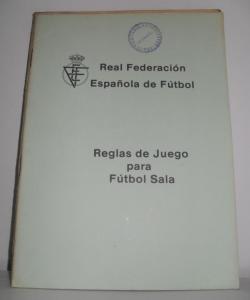 Real Federación
Española de Fútbol
Reglas de Juego
para
Fútbol Sala